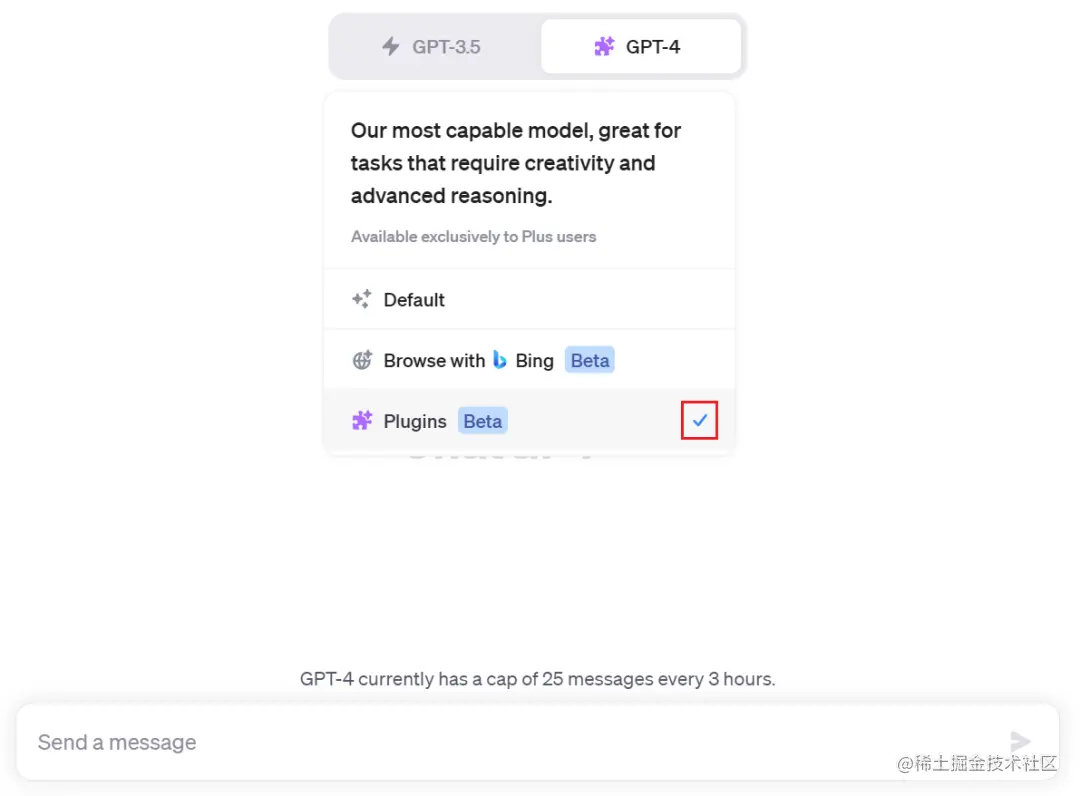 GPT-3.5
GPT-4
Our most capable model, great for
tasks that require creativity and
advanced reasoning.
Available exclusively to Plus users
Default
Browse with Bing Beta
Plugins Beta
GPT-4 currently has a cap of 25 messages every 3 hours.
Send a message
@稀土掘金技术社区